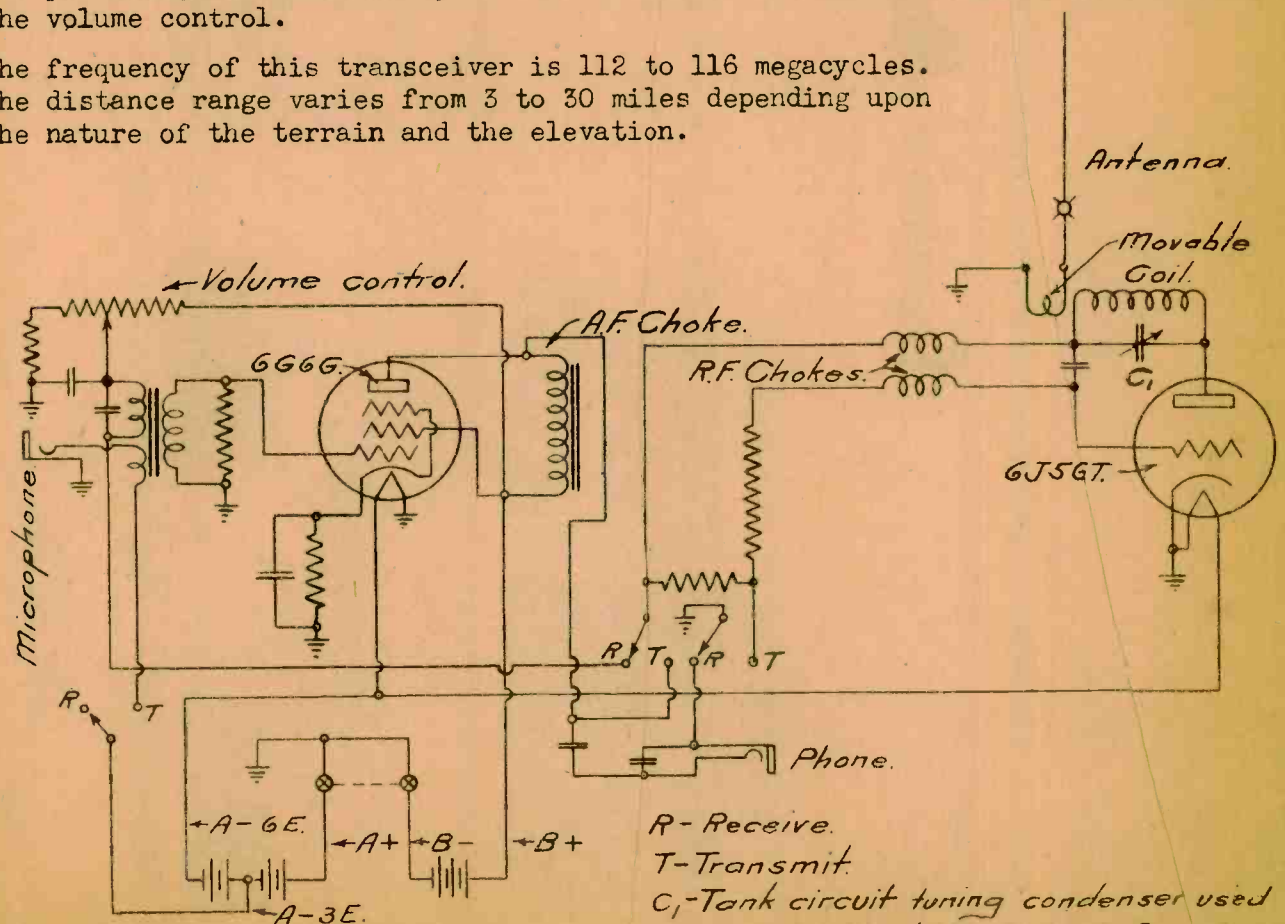 he volume control.
he frequency of this transceiver is 112 to 116 megacycles.
he distance range varies from 3 to 30 miles depending upon
he nature of the terrain and the elevation.
Antenna.
Movable
Coil.
Volume control.
A.F. Choke.
6G6G.
R.F. Chokes.
C₁
6J5GT.
Microphone.
R T R T
R T
Phone.
A-6E. A+ B- B+
A-3E.
R-Receive.
T-Transmit.
C₁-Tank circuit tuning condenser used